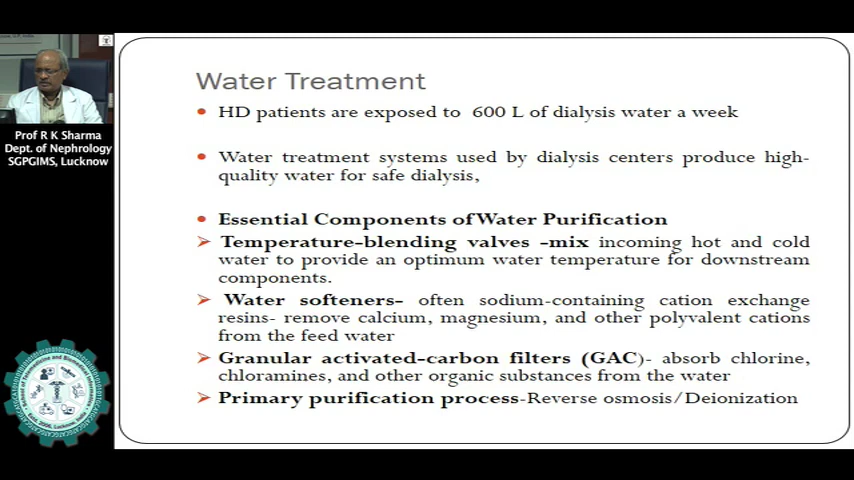 Prof R K Sharma
Dept. of Nephrology
SGPGIMS, Lucknow
Water Treatment
HD patients are exposed to 600 L of dialysis water a week
Water treatment systems used by dialysis centers produce high-
quality water for safe dialysis,
Essential Components of Water Purification
Temperature-blending valves -mix incoming hot and cold
water to provide an optimum water temperature for downstream
components.
Water softeners- often sodium-containing cation exchange
resins- remove calcium, magnesium, and other polyvalent cations
from the feed water
Granular activated-carbon filters (GAC)- absorb chlorine,
chloramines, and other organic substances from the water
Primary purification process-Reverse osmosis/Deionization